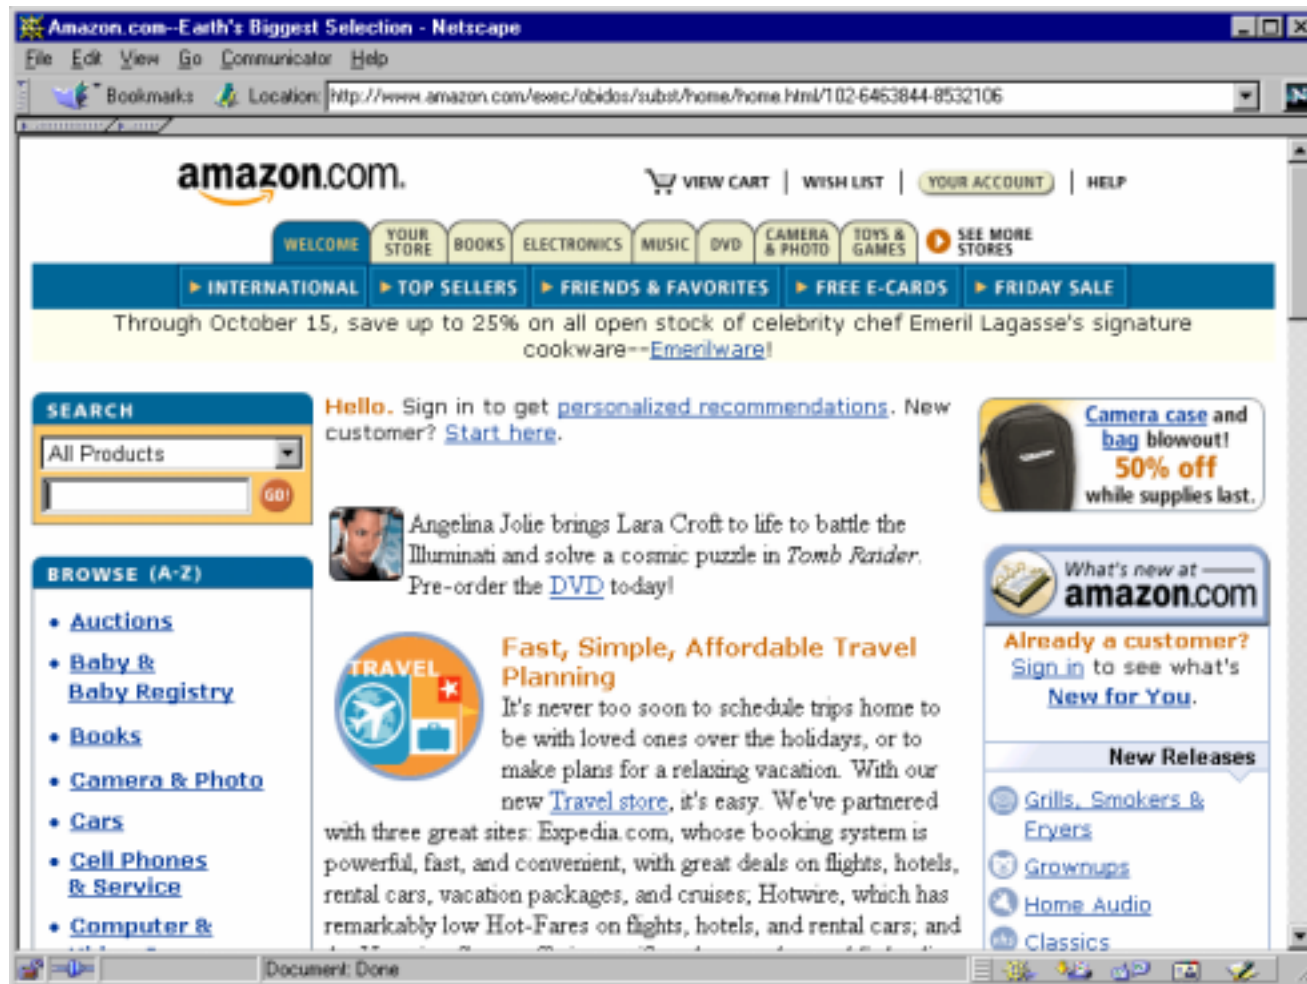 Amazon.com--Earth's Biggest Selection - Netscape
File Edit View Go Communicator Help
Bookmarks Location: http://www.amazon.com/exec/obidos/subst/home/home.html/102-6463844-8532106
amazon.com.
VIEW CART | WISH LIST | YOUR ACCOUNT | HELP
WELCOME YOUR STORE BOOKS ELECTRONICS MUSIC DVD CAMERA & PHOTO TOYS & GAMES SEE MORE STORES
INTERNATIONAL TOP SELLERS FRIENDS & FAVORITES FREE E-CARDS FRIDAY SALE
Through October 15, save up to 25% on all open stock of celebrity chef Emeril Lagasse's signature
cookware--Emerilware!
SEARCH
All Products
GO!
BROWSE (A-Z)
• Auctions
• Baby &
Baby Registry
• Books
• Camera & Photo
• Cars
• Cell Phones
& Service
• Computer &
Hello. Sign in to get personalized recommendations. New
customer? Start here.
Angelina Jolie brings Lara Croft to life to battle the
Illuminati and solve a cosmic puzzle in Tomb Raider.
Pre-order the DVD today!
TRAVEL
Fast, Simple, Affordable Travel
Planning
It's never too soon to schedule trips home to
be with loved ones over the holidays, or to
make plans for a relaxing vacation. With our
new Travel store, it's easy. We've partnered
with three great sites: Expedia.com, whose booking system is
powerful, fast, and convenient, with great deals on flights, hotels,
rental cars, vacation packages, and cruises; Hotwire, which has
remarkably low Hot-Fares on flights, hotels, and rental cars; and
Camera case and
bag blowout!
50% off
while supplies last.
What's new at
amazon.com
Already a customer?
Sign in to see what's
New for You.
New Releases
Grills, Smokers &
Fryers
Grownups
Home Audio
Classics
Document: Done